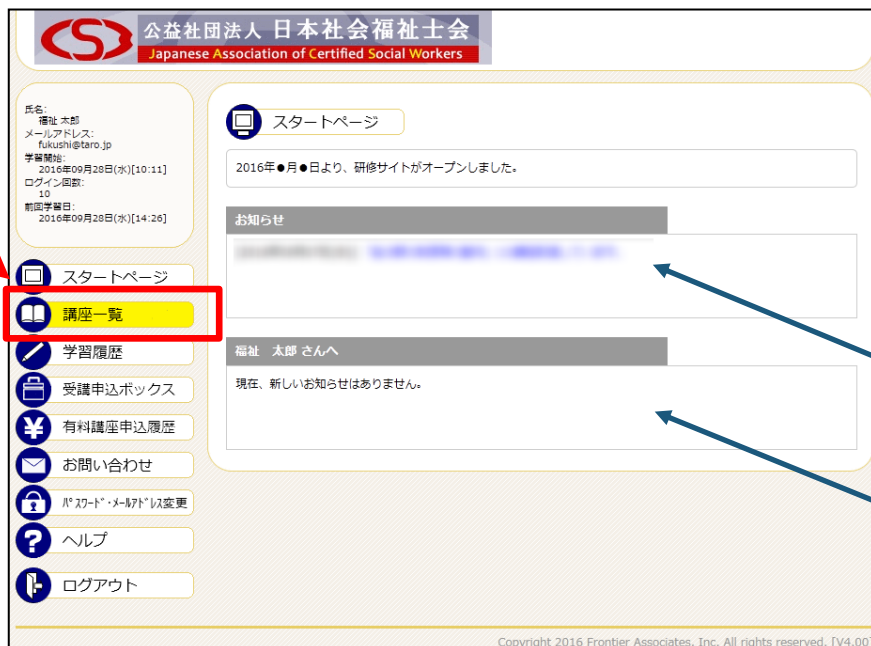 公益社団法人 日本社会福祉士会
Japanese Association of Certified Social Workers
氏名:
福祉 太郎
メールアドレス:
fukushi@taro.jp
学習開始:
2016年09月28日(水)[10:11]
ログイン回数:
10
前回学習日:
2016年09月28日(水)[14:26]
スタートページ
講座一覧
学習履歴
受講申込ボックス
有料講座申込履歴
お問い合わせ
ﾊﾟｽﾜｰﾄﾞ・ﾒｰﾙｱﾄﾞﾚｽ変更
ヘルプ
ログアウト
スタートページ
2016年●月●日より、研修サイトがオープンしました。
お知らせ
福祉 太郎 さんへ
現在、新しいお知らせはありません。
Copyright 2016 Frontier Associates, Inc. All rights reserved. [V4.00]